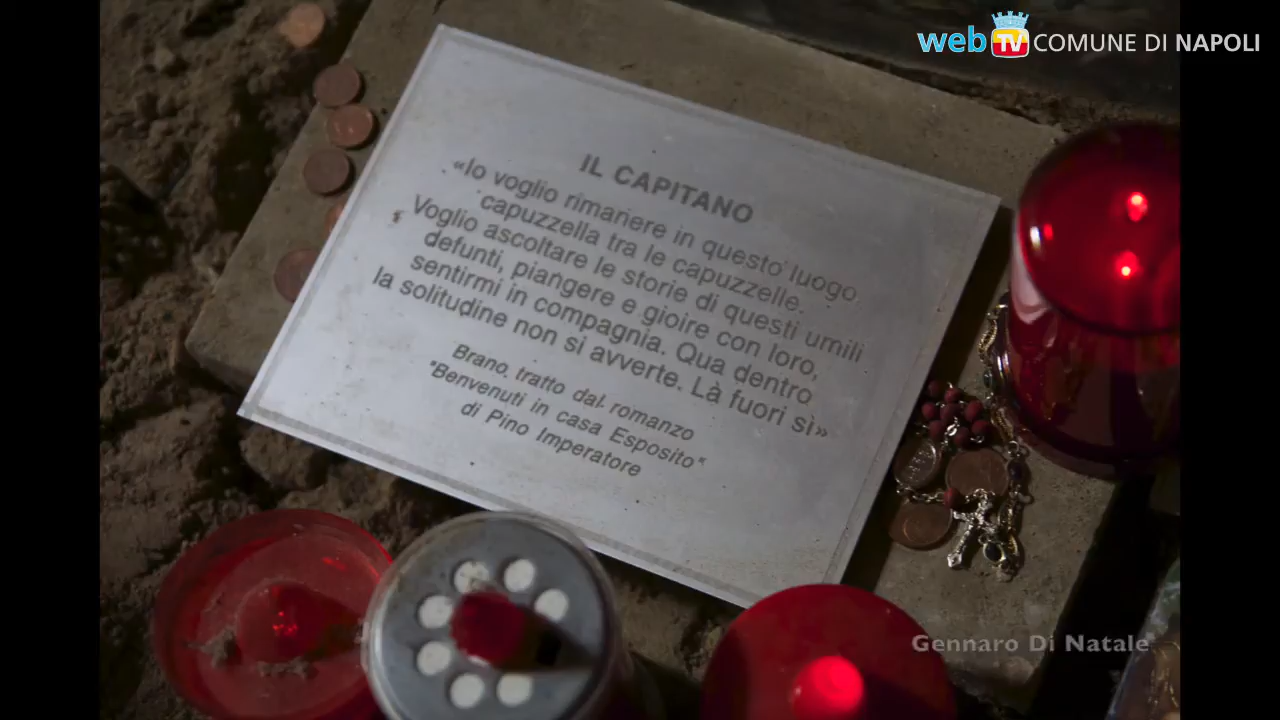 web TV COMUNE DI NAPOLI
IL CAPITANO
«Io voglio rimanere in questo luogo,
capuzzella tra le capuzzelle.
Voglio ascoltare le storie di questi umili
defunti, piangere e gioire con loro,
sentirmi in compagnia. Qua dentro
la solitudine non si avverte. Là fuori sì»
Brano tratto dal romanzo
"Benvenuti in casa Esposito"
di Pino Imperatore
Gennaro Di Natale